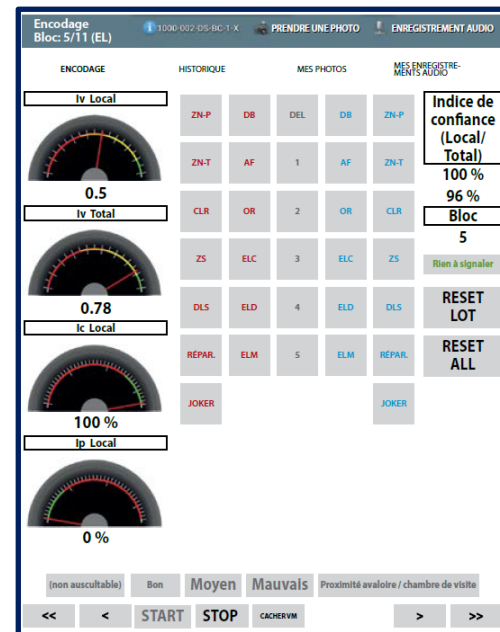 Encodage
Bloc: 5/11 (EL)
1000-002-DS-BC-1-X
PRENDRE UNE PHOTO
ENREGISTREMENT AUDIO
ENCODAGE
HISTORIQUE
MES PHOTOS
MES ENREGISTRE-
MENTS AUDIO
Iv Local
0.5
Iv Total
0.78
Ic Local
100 %
Ip Local
0 %
ZN-P DB DEL DB ZN-P
ZN-T AF 1 AF ZN-T
CLR OR 2 OR CLR
ZS ELC 3 ELC ZS
DLS ELD 4 ELD DLS
RÉPAR. ELM 5 ELM RÉPAR.
JOKER JOKER
Indice de
confiance
(Local/
Total)
100 %
96 %
Bloc
5
Rien à signaler
RESET
LOT
RESET
ALL
(non auscultable) Bon Moyen Mauvais Proximité avaloire / chambre de visite
<< < START STOP CACHER VM > >>